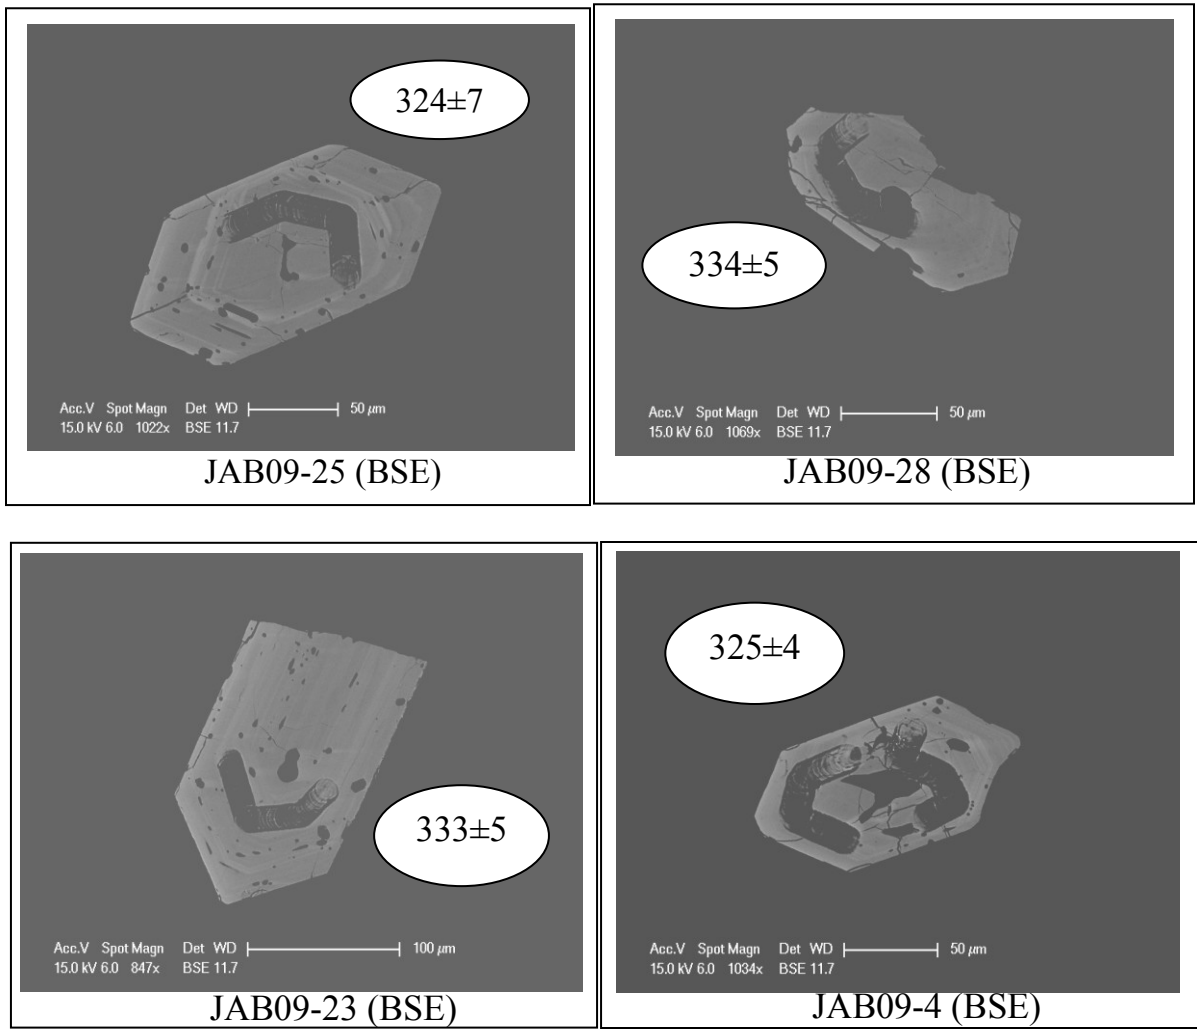 324±7
Acc.V Spot Magn Det WD 50 µm
15.0 kV 6.0 1022x BSE 11.7
JAB09-25 (BSE)
334±5
Acc.V Spot Magn Det WD 50 µm
15.0 kV 6.0 1069x BSE 11.7
JAB09-28 (BSE)
333±5
Acc.V Spot Magn Det WD 100 µm
15.0 kV 6.0 847x BSE 11.7
JAB09-23 (BSE)
325±4
Acc.V Spot Magn Det WD 50 µm
15.0 kV 6.0 1034x BSE 11.7
JAB09-4 (BSE)